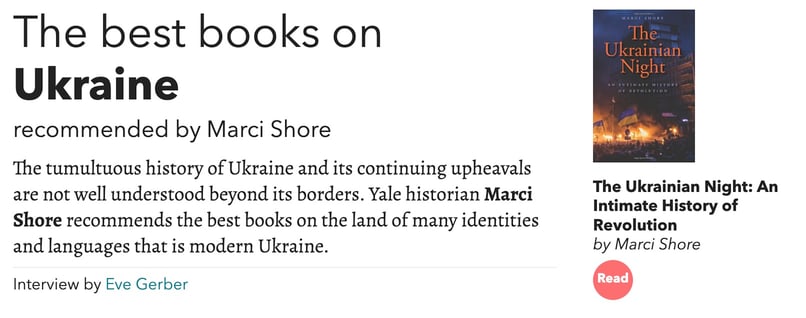 The best books on
Ukraine
recommended by Marci Shore
The tumultuous history of Ukraine and its continuing upheavals
are not well understood beyond its borders. Yale historian Marci
Shore recommends the best books on the land of many identities
and languages that is modern Ukraine.
Interview by Eve Gerber
MARCI SHORE
The
Ukrainian
Night
AN INTIMATE HISTORY
OF REVOLUTION
The Ukrainian Night: An
Intimate History of
Revolution
by Marci Shore
Read